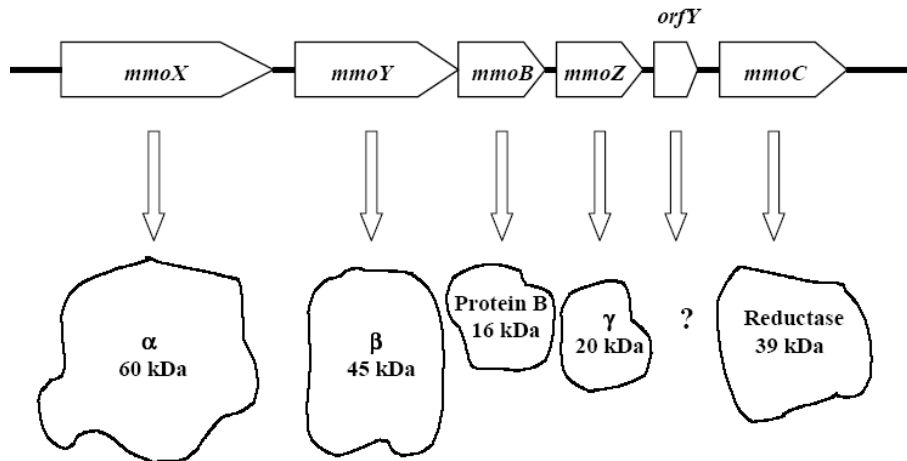 orfY
mmoX mmoY mmoB mmoZ mmoC
α
60 kDa
β
45 kDa
Protein B
16 kDa
γ
20 kDa
?
Reductase
39 kDa